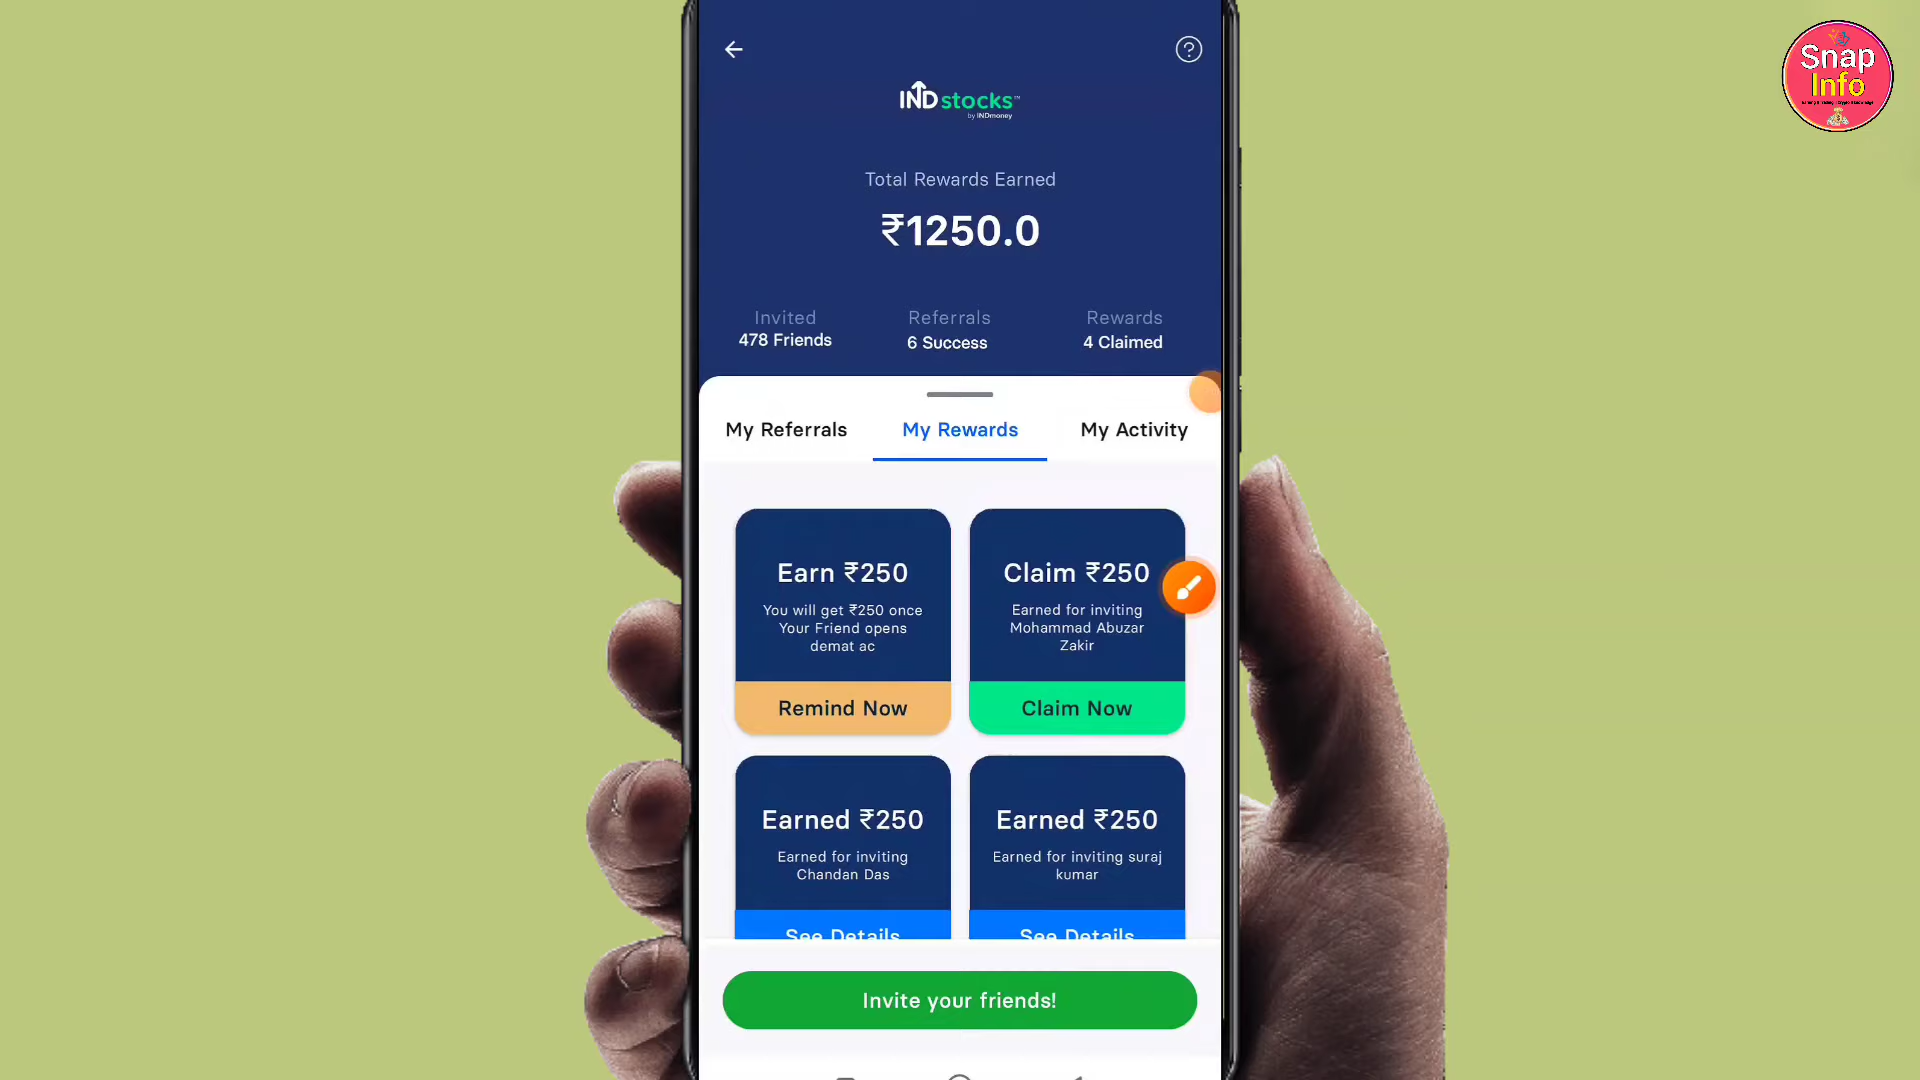 Snap
Info
IND stocks™
by INDmoney
Total Rewards Earned
₹1250.0
Invited
478 Friends
Referrals
6 Success
Rewards
4 Claimed
My Referrals
My Rewards
My Activity
Earn ₹250
You will get ₹250 once
Your Friend opens
demat ac
Remind Now
Claim ₹250
Earned for inviting
Mohammad Abuzar
Zakir
Claim Now
Earned ₹250
Earned for inviting
Chandan Das
See Details
Earned ₹250
Earned for inviting suraj
kumar
See Details
Invite your friends!